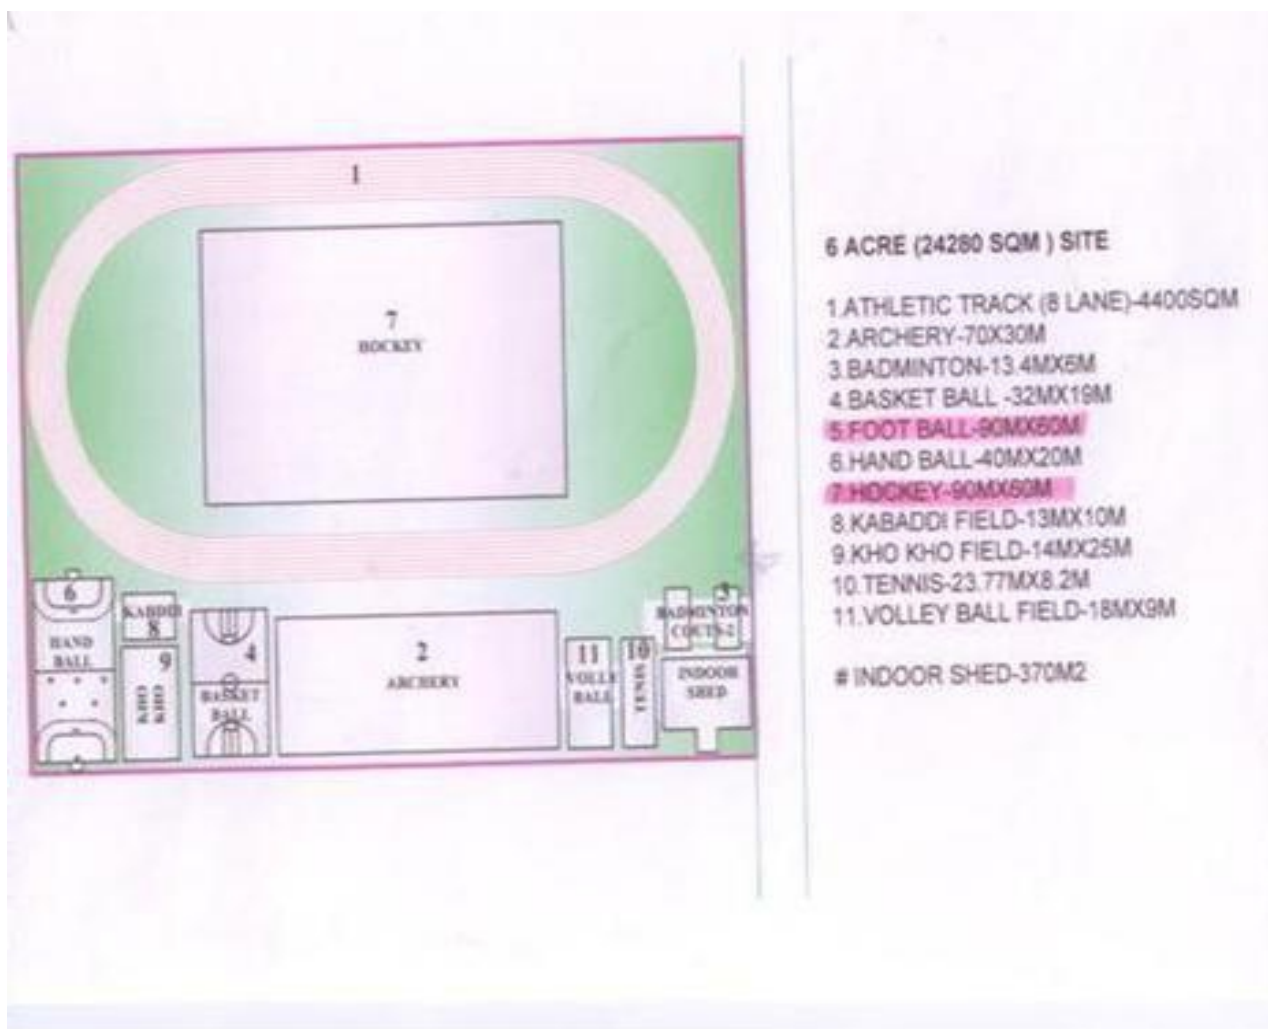 1
7
HOCKEY
6
HAND
BALL
KABDDI
8
9
KHO
KHO
4
BASKET
BALL
2
ARCHERY
11
VOLLY
BALL
10
TENIS
3
BADMINTON
COUTS-2
INDOOR
SHED
6 ACRE (24280 SQM ) SITE
1.ATHLETIC TRACK (8 LANE)-4400SQM
2.ARCHERY-70X30M
3.BADMINTON-13.4MX6M
4.BASKET BALL -32MX19M
5.FOOT BALL-90MX60M
6.HAND BALL-40MX20M
7.HOCKEY-90MX60M
8.KABADDI FIELD-13MX10M
9.KHO KHO FIELD-14MX25M
10.TENNIS-23.77MX8.2M
11.VOLLEY BALL FIELD-18MX9M
# INDOOR SHED-370M2